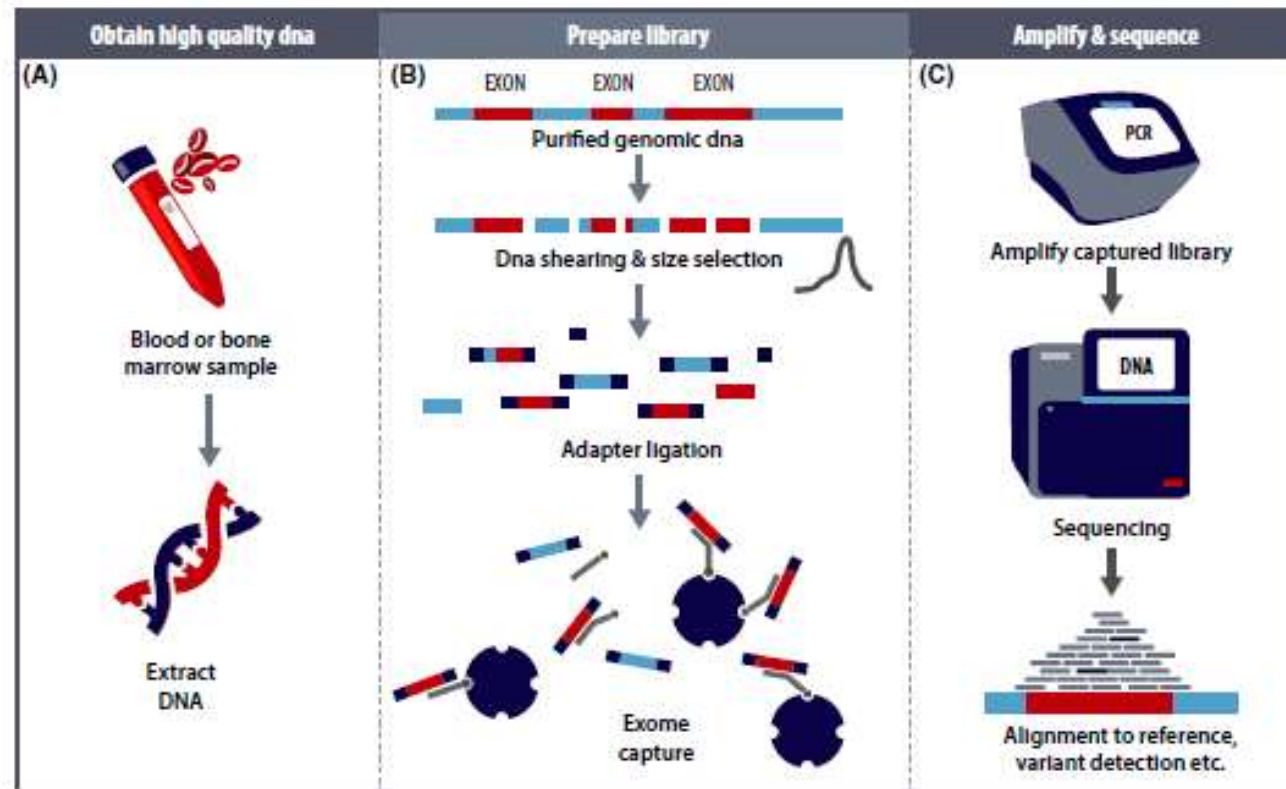 Obtain high quality dna
Prepare library
Amplify & sequence
(A)
Blood or bone
marrow sample
Extract
DNA
(B)
EXON EXON EXON
Purified genomic dna
Dna shearing & size selection
Adapter ligation
Exome
capture
(C)
PCR
Amplify captured library
DNA
Sequencing
Alignment to reference,
variant detection etc.